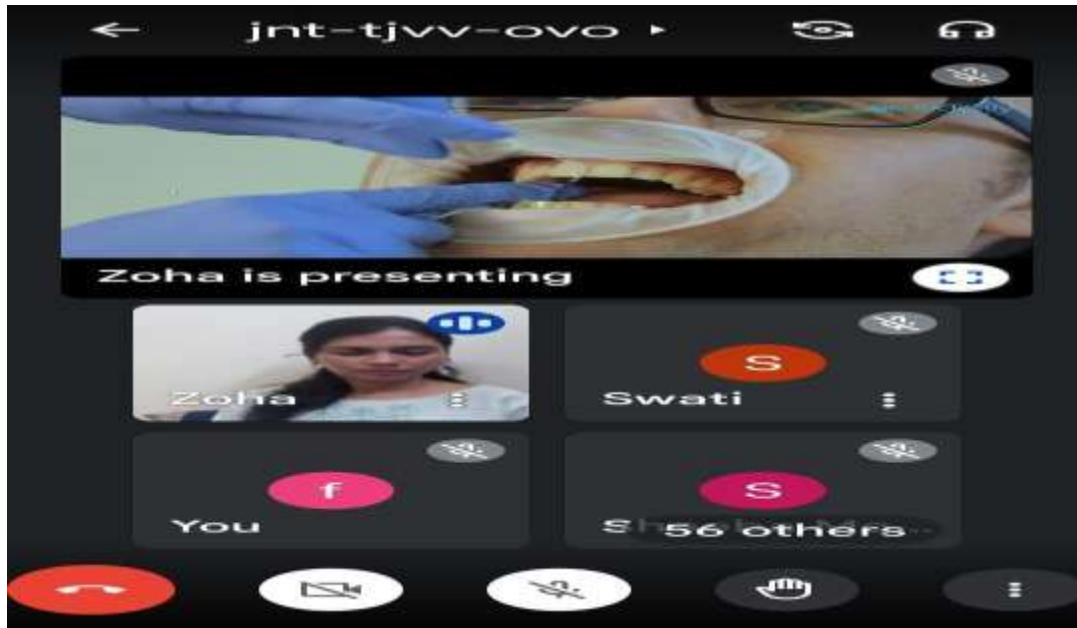 jnt-tjvv-ovo
Zoha is presenting
Zoha
S
Swati
f
You
S
56 others